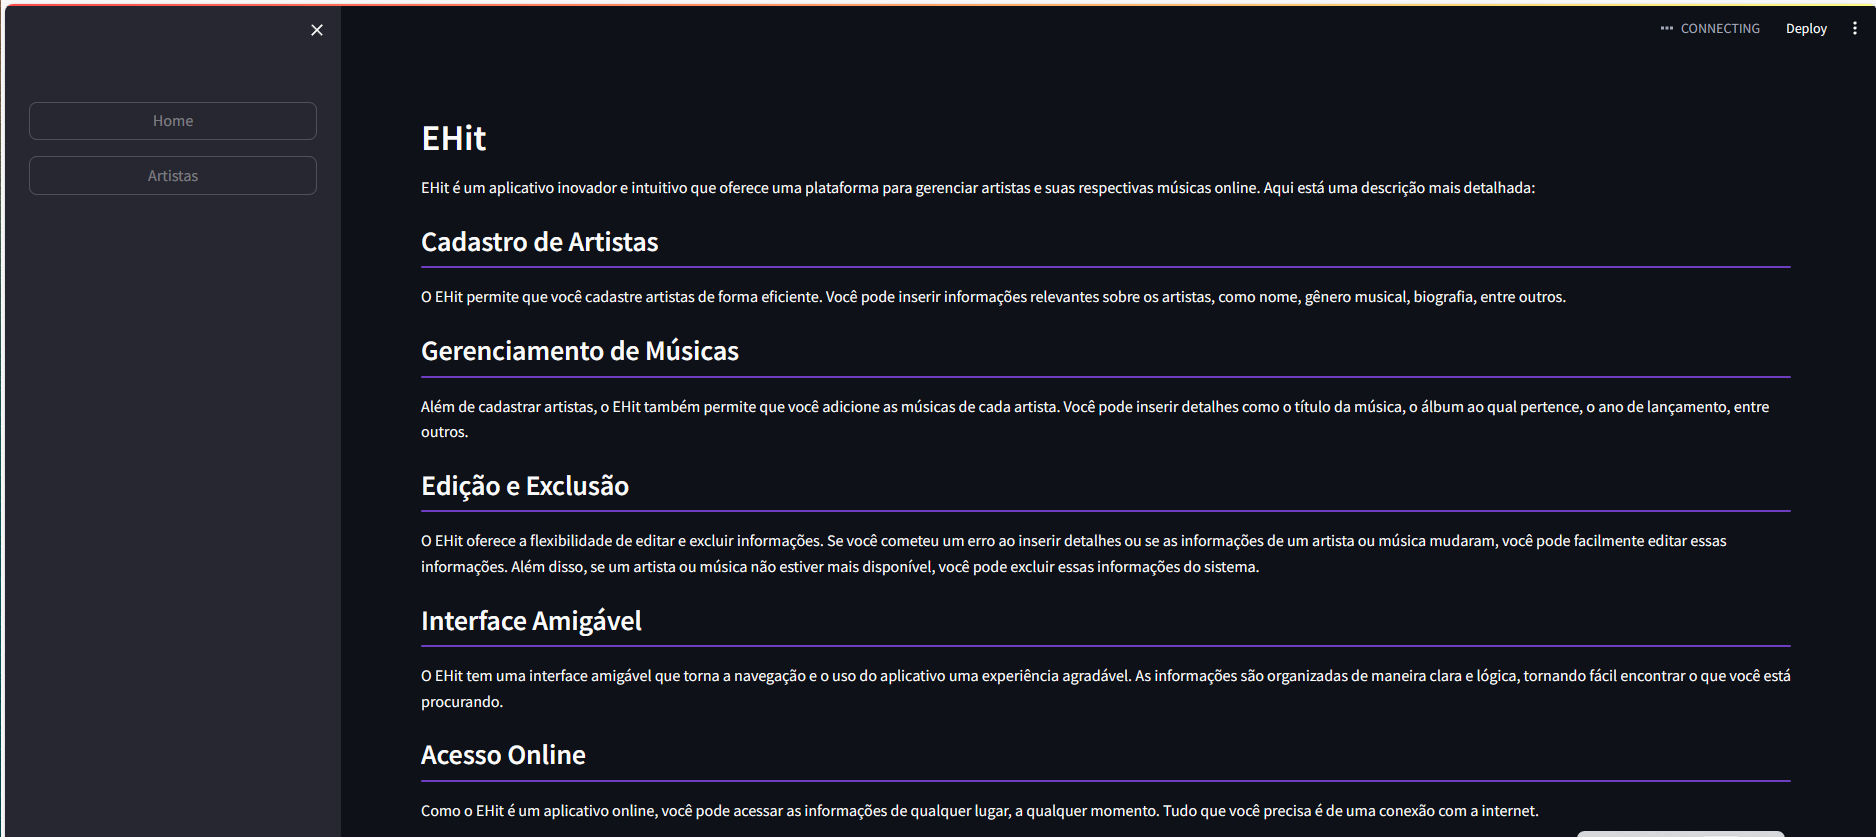 CONNECTING
Deploy
Home
Artistas
EHit
EHit é um aplicativo inovador e intuitivo que oferece uma plataforma para gerenciar artistas e suas respectivas músicas online. Aqui está uma descrição mais detalhada:
Cadastro de Artistas
O EHit permite que você cadastre artistas de forma eficiente. Você pode inserir informações relevantes sobre os artistas, como nome, gênero musical, biografia, entre outros.
Gerenciamento de Músicas
Além de cadastrar artistas, o EHit também permite que você adicione as músicas de cada artista. Você pode inserir detalhes como o título da música, o álbum ao qual pertence, o ano de lançamento, entre
outros.
Edição e Exclusão
O EHit oferece a flexibilidade de editar e excluir informações. Se você cometeu um erro ao inserir detalhes ou se as informações de um artista ou música mudaram, você pode facilmente editar essas
informações. Além disso, se um artista ou música não estiver mais disponível, você pode excluir essas informações do sistema.
Interface Amigável
O EHit tem uma interface amigável que torna a navegação e o uso do aplicativo uma experiência agradável. As informações são organizadas de maneira clara e lógica, tornando fácil encontrar o que você está
procurando.
Acesso Online
Como o EHit é um aplicativo online, você pode acessar as informações de qualquer lugar, a qualquer momento. Tudo que você precisa é de uma conexão com a internet.